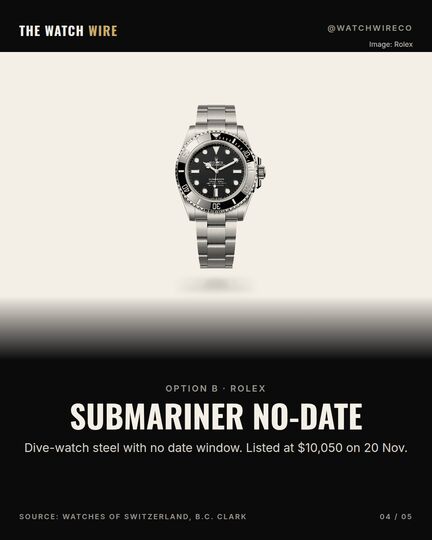 THE WATCH WIRE
@WATCHWIRECO
Image: Rolex
OPTION B · ROLEX
SUBMARINER NO-DATE
Dive-watch steel with no date window. Listed at $10,050 on 20 Nov.
SOURCE: WATCHES OF SWITZERLAND, B.C. CLARK
04 / 05